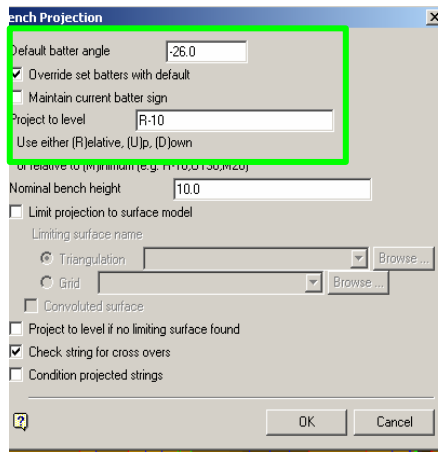 ench Projection
Default batter angle -26.0
Override set batters with default
Maintain current batter sign
Project to level R-10
Use either (R)elative, (U)p, (D)own
or relative to (M)inimum (e.g. R-10,U150,M20)
Nominal bench height 10.0
Limit projection to surface model
Limiting surface name
Triangulation Browse ...
Grid Browse ...
Convoluted surface
Project to level if no limiting surface found
Check string for cross overs
Condition projected strings
OK Cancel